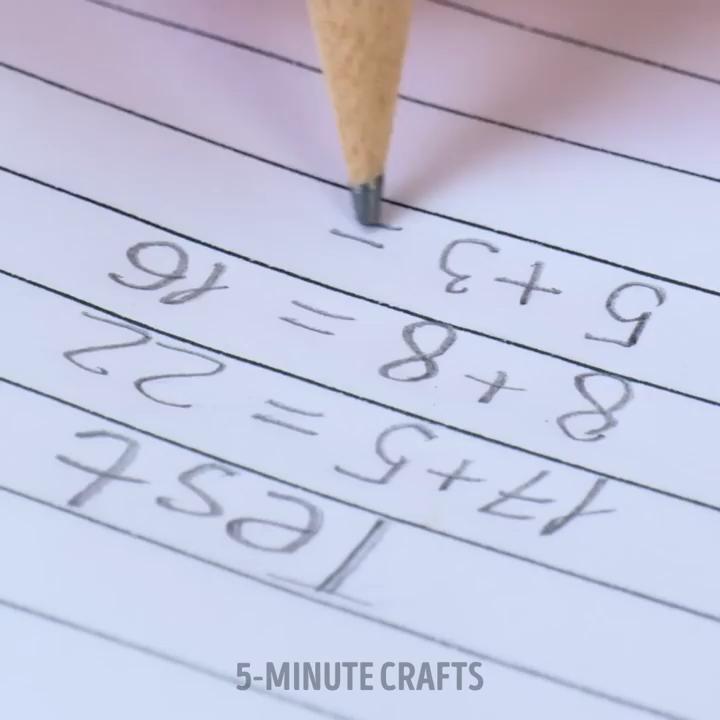 Test
17+5 = 22
8+8 = 16
5+3 =
5-MINUTE CRAFTS